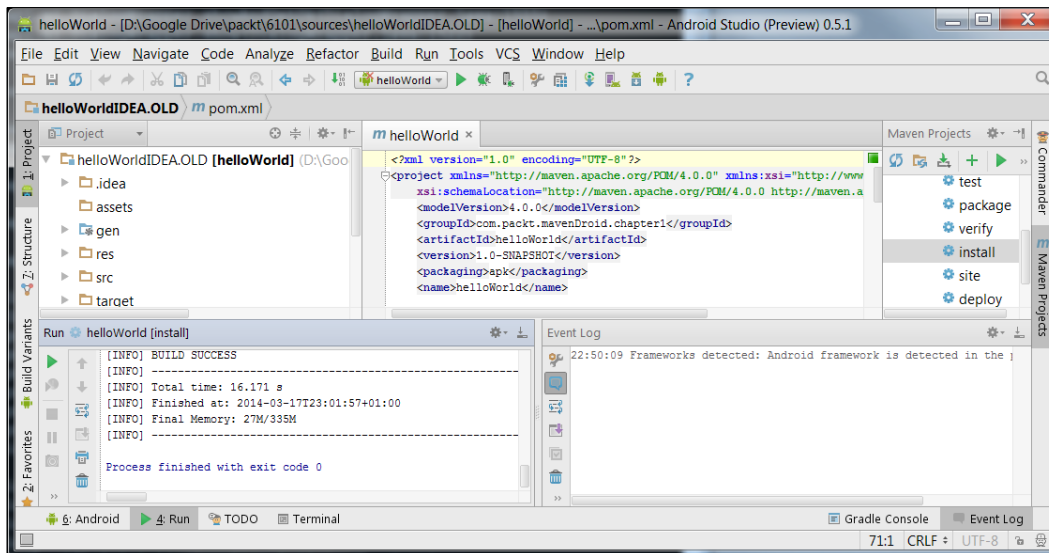 helloWorld - [D:\Google Drive\packt\6101\sources\helloWorldIDEA.OLD] - [helloWorld] - ...\pom.xml - Android Studio (Preview) 0.5.1
File Edit View Navigate Code Analyze Refactor Build Run Tools VCS Window Help
helloWorld
?
helloWorldIDEA.OLD m pom.xml
1: Project
7: Structure
Build Variants
2: Favorites
Project
helloWorldIDEA.OLD [helloWorld] (D:\Goo
.idea
assets
gen
res
src
target
m helloWorld ×
<?xml version="1.0" encoding="UTF-8"?>
<project xmlns="http://maven.apache.org/POM/4.0.0" xmlns:xsi="http://www
xsi:schemaLocation="http://maven.apache.org/POM/4.0.0 http://maven.a
<modelVersion>4.0.0</modelVersion>
<groupId>com.packt.mavenDroid.chapter1</groupId>
<artifactId>helloWorld</artifactId>
<version>1.0-SNAPSHOT</version>
<packaging>apk</packaging>
<name>helloWorld</name>
Maven Projects
test
package
verify
install
site
deploy
Commander
m Maven Projects
Run helloWorld [install]
[INFO] BUILD SUCCESS
[INFO] ------------------------------------------------
[INFO] Total time: 16.171 s
[INFO] Finished at: 2014-03-17T23:01:57+01:00
[INFO] Final Memory: 27M/335M
[INFO] ------------------------------------------------
Process finished with exit code 0
Event Log
22:50:09 Frameworks detected: Android framework is detected in the p
6: Android 4: Run TODO Terminal Gradle Console Event Log
71:1 CRLF UTF-8